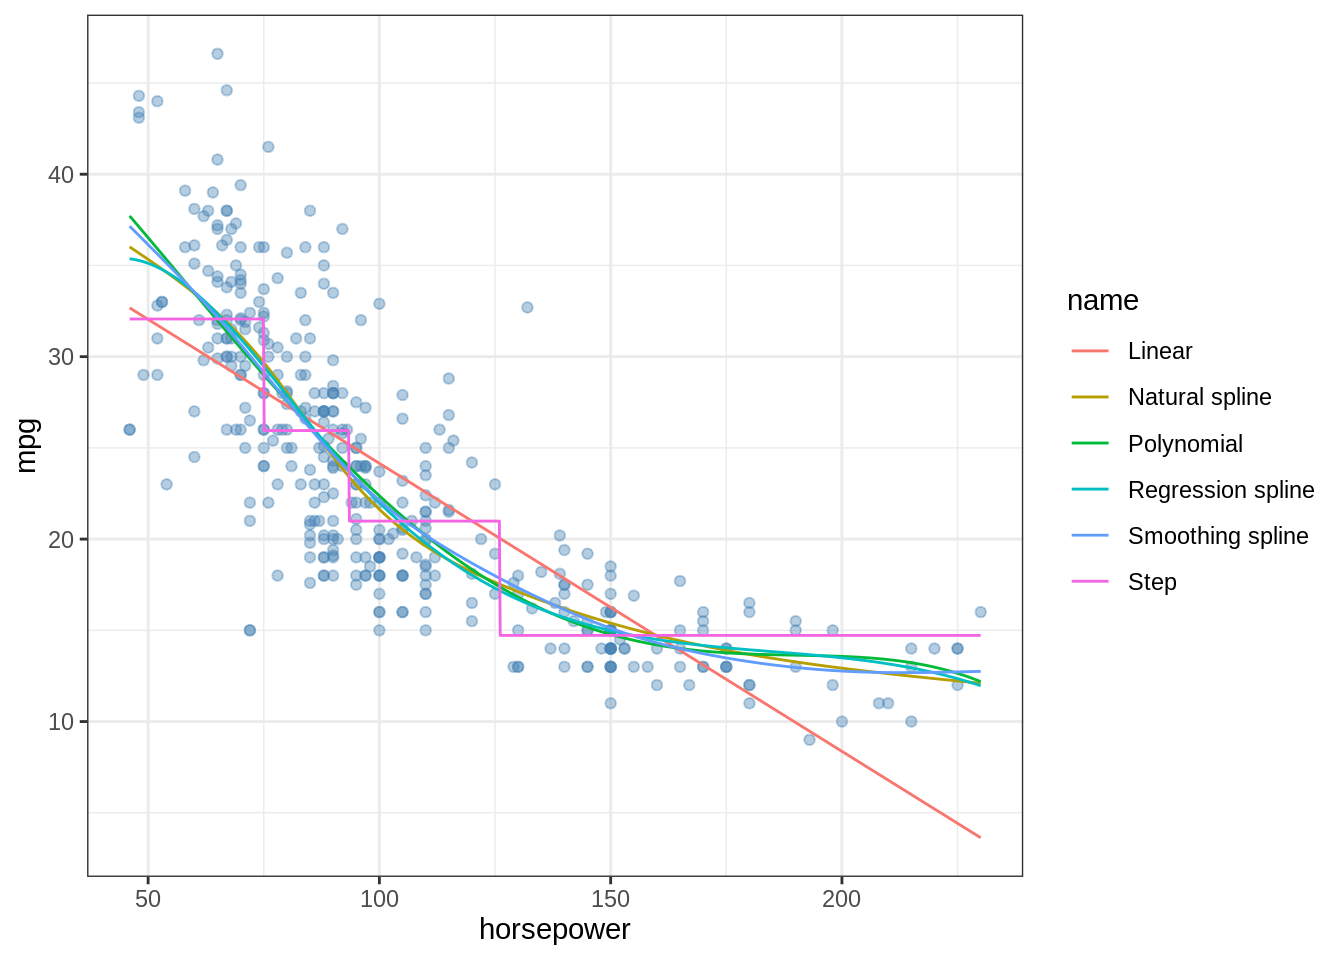 40
30
20
10
mpg
50 100 150 200
horsepower
name
Linear
Natural spline
Polynomial
Regression spline
Smoothing spline
Step